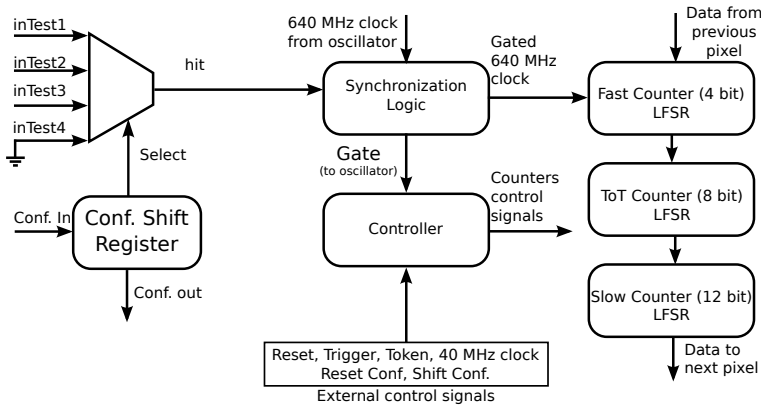 inTest1
inTest2
inTest3
inTest4
hit
Select
Conf. In
Conf. Shift
Register
Conf. out
640 MHz clock
from oscillator
Synchronization
Logic
Gated
640 MHz
clock
Gate
(to oscillator)
Counters
control
signals
Controller
Reset, Trigger, Token, 40 MHz clock
Reset Conf, Shift Conf.
External control signals
Data from
previous
pixel
Fast Counter (4 bit)
LFSR
ToT Counter (8 bit)
LFSR
Slow Counter (12 bit)
LFSR
Data to
next pixel